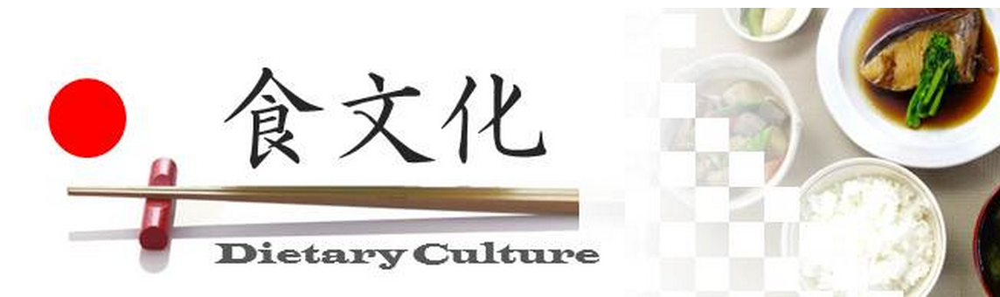 食文化
Dietary Culture